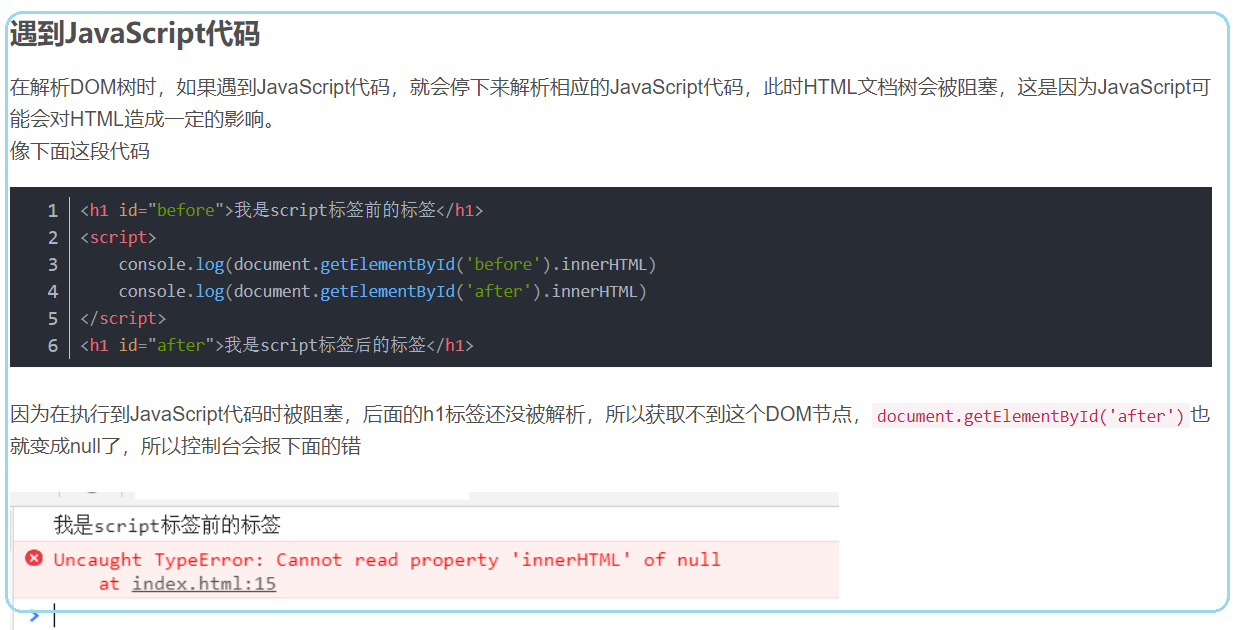 遇到JavaScript代码
在解析DOM树时，如果遇到JavaScript代码，就会停下来解析相应的JavaScript代码，此时HTML文档树会被阻塞，这是因为JavaScript可
能会对HTML造成一定的影响。
像下面这段代码
1 <h1 id="before">我是script标签前的标签</h1>
2 <script>
3     console.log(document.getElementById('before').innerHTML)
4     console.log(document.getElementById('after').innerHTML)
5 </script>
6 <h1 id="after">我是script标签后的标签</h1>
因为在执行到JavaScript代码时被阻塞，后面的h1标签还没被解析，所以获取不到这个DOM节点，document.getElementById('after')也
就变成null了，所以控制台会报下面的错
我是script标签前的标签
Uncaught TypeError: Cannot read property 'innerHTML' of null
at index.html:15